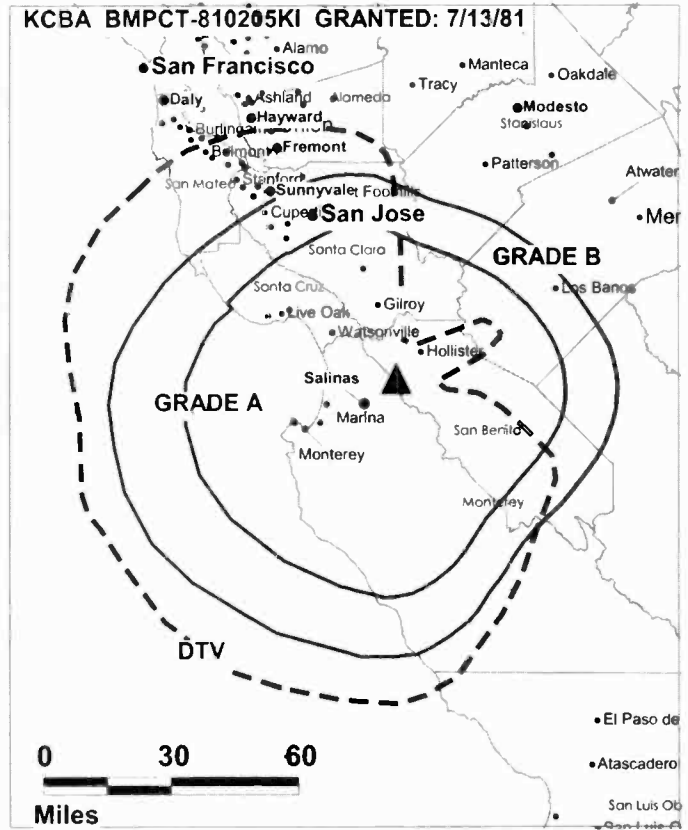 KCBA BMPCT-810205KI GRANTED: 7/13/81
Alamo
San Francisco
Manteca
Oakdale
Tracy
Daly
Ashland
Alameda
Modesto
Hayward
Stanislaus
Fremont
Patterson
Atwater
San Mateo
Stanford
Sunnyvale
t Foothills
Mer
San Jose
GRADE B
Santa Clara
Los Banos
Santa Cruz
Gilroy
Live Oak
Watsonville
Hollister
Salinas
GRADE A
Marina
San Benito
Monterey
Monterey
DTV
El Paso de
0 30 60
Atascadero
Miles
San Luis Ob
San Luis O